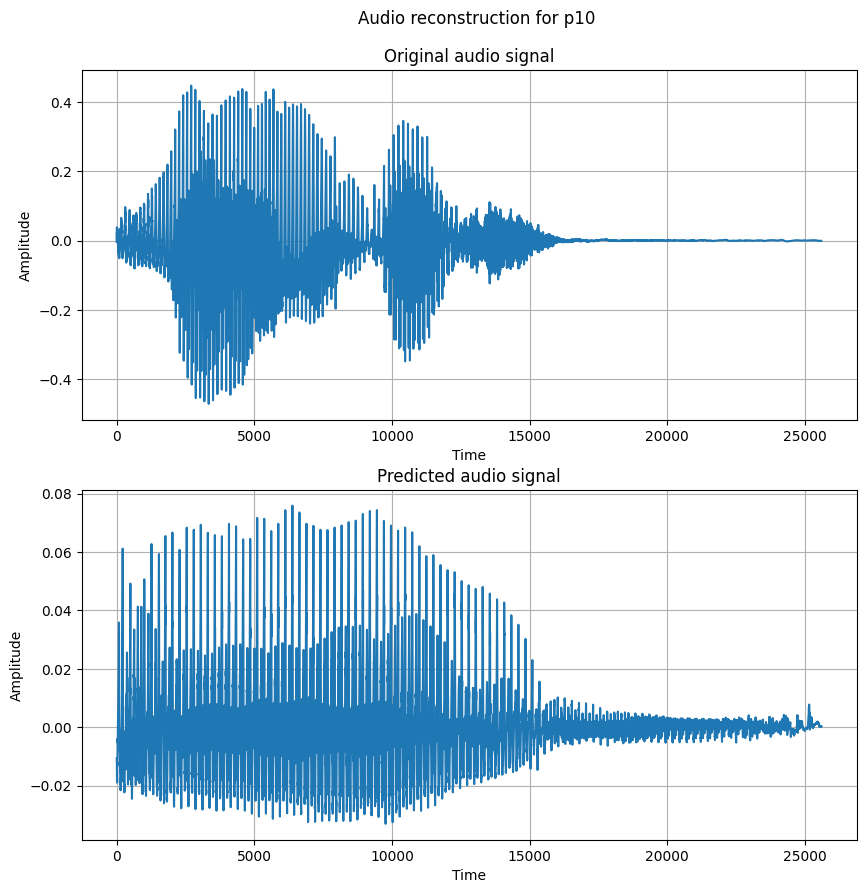 Audio reconstruction for p10
Original audio signal
0.4
0.2
0.0
−0.2
−0.4
Amplitude
0 5000 10000 15000 20000 25000
Time
Predicted audio signal
0.08
0.06
0.04
0.02
0.00
−0.02
Amplitude
0 5000 10000 15000 20000 25000
Time